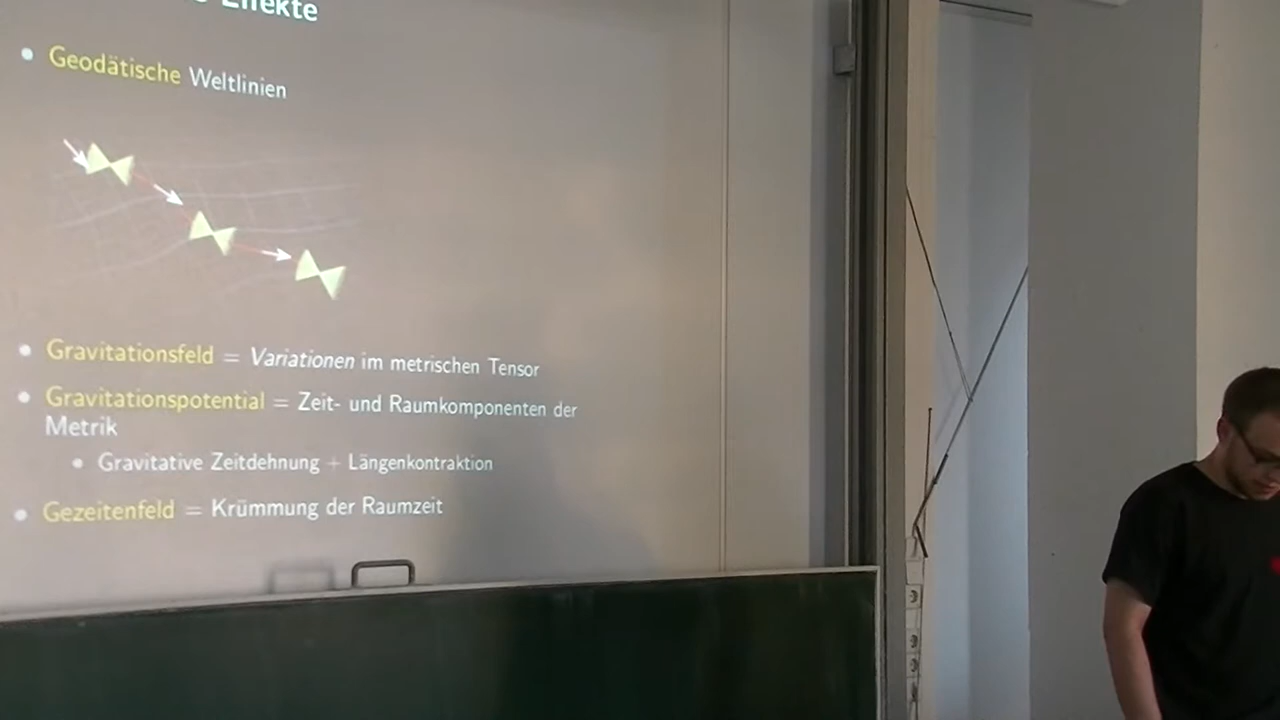 Effekte
• Geodätische Weltlinien
• Gravitationsfeld = Variationen im metrischen Tensor
• Gravitationspotential = Zeit- und Raumkomponenten der
Metrik
• Gravitative Zeitdehnung + Längenkontraktion
• Gezeitenfeld = Krümmung der Raumzeit